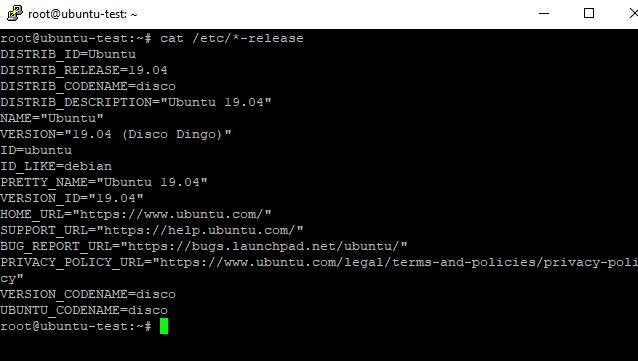 root@ubuntu-test: ~
root@ubuntu-test:~# cat /etc/*-release
DISTRIB_ID=Ubuntu
DISTRIB_RELEASE=19.04
DISTRIB_CODENAME=disco
DISTRIB_DESCRIPTION="Ubuntu 19.04"
NAME="Ubuntu"
VERSION="19.04 (Disco Dingo)"
ID=ubuntu
ID_LIKE=debian
PRETTY_NAME="Ubuntu 19.04"
VERSION_ID="19.04"
HOME_URL="https://www.ubuntu.com/"
SUPPORT_URL="https://help.ubuntu.com/"
BUG_REPORT_URL="https://bugs.launchpad.net/ubuntu/"
PRIVACY_POLICY_URL="https://www.ubuntu.com/legal/terms-and-policies/privacy-poli
cy"
VERSION_CODENAME=disco
UBUNTU_CODENAME=disco
root@ubuntu-test:~#